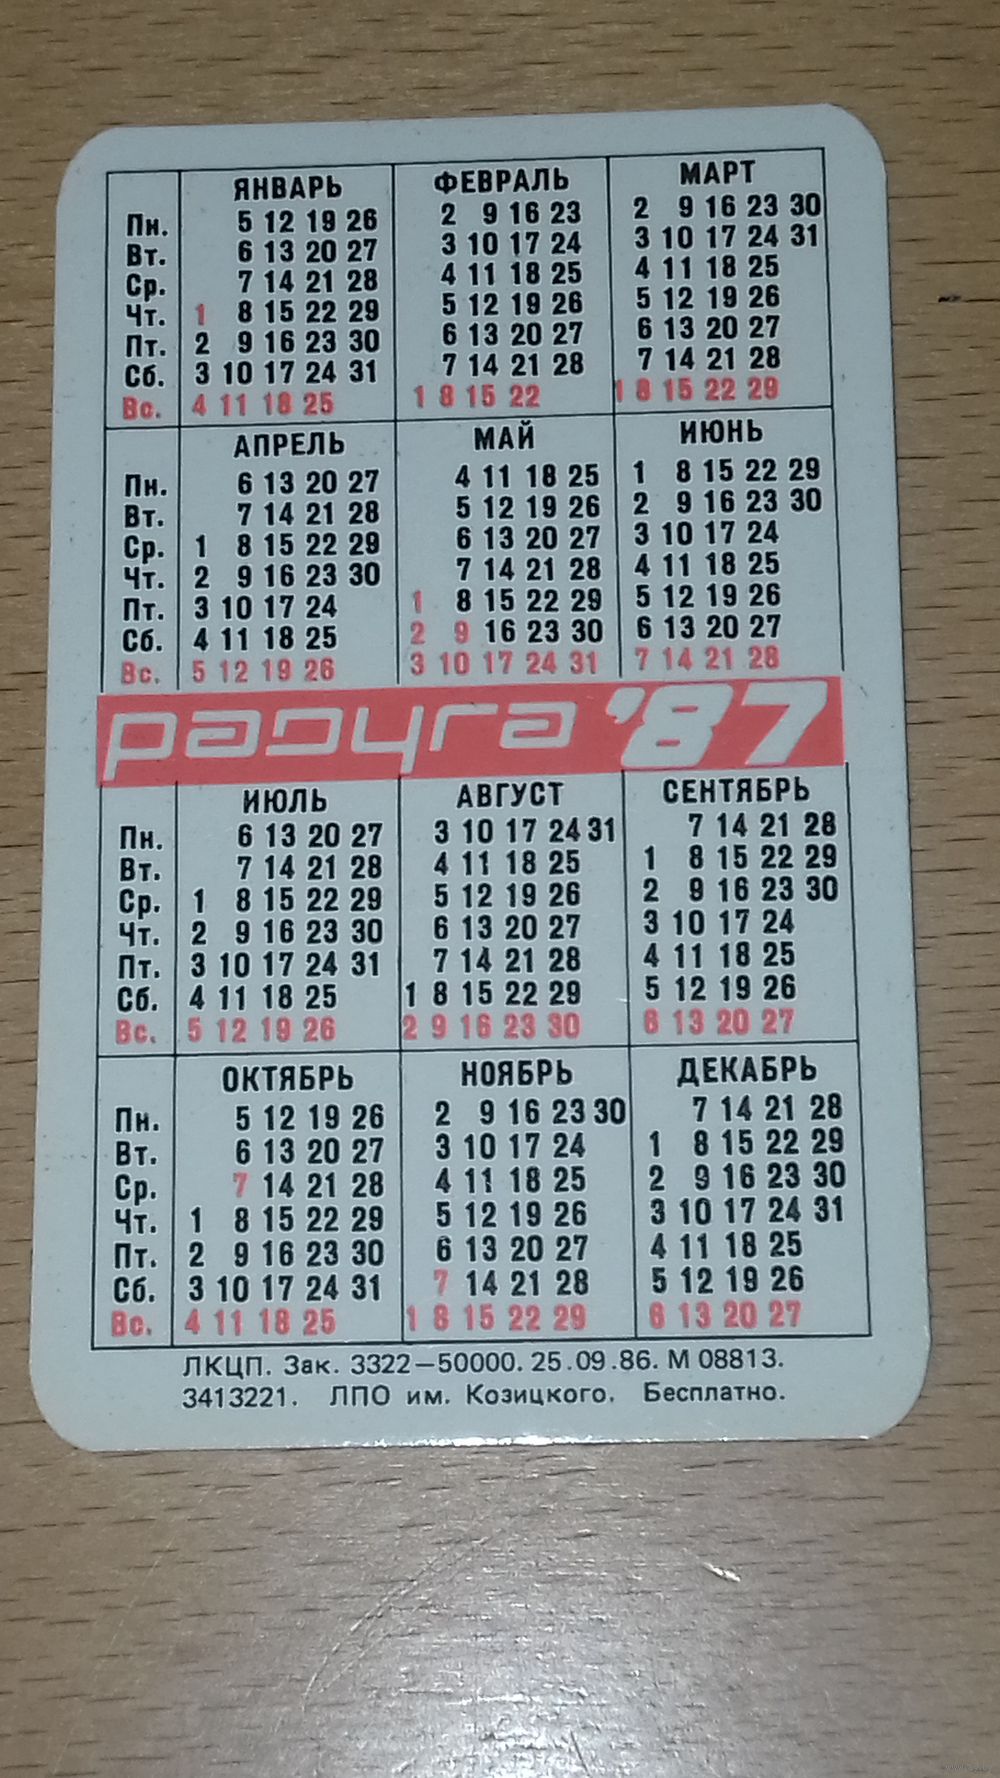 ЯНВАРЬ ФЕВРАЛЬ МАРТ
Пн. 5 12 19 26 2 9 16 23 2 9 16 23 30
Вт. 6 13 20 27 3 10 17 24 3 10 17 24 31
Ср. 7 14 21 28 4 11 18 25 4 11 18 25
Чт. 1 8 15 22 29 5 12 19 26 5 12 19 26
Пт. 2 9 16 23 30 6 13 20 27 6 13 20 27
Сб. 3 10 17 24 31 7 14 21 28 7 14 21 28
Вс. 4 11 18 25 1 8 15 22 1 8 15 22 29
АПРЕЛЬ МАЙ ИЮНЬ
Пн. 6 13 20 27 4 11 18 25 1 8 15 22 29
Вт. 7 14 21 28 5 12 19 26 2 9 16 23 30
Ср. 1 8 15 22 29 6 13 20 27 3 10 17 24
Чт. 2 9 16 23 30 7 14 21 28 4 11 18 25
Пт. 3 10 17 24 1 8 15 22 29 5 12 19 26
Сб. 4 11 18 25 2 9 16 23 30 6 13 20 27
Вс. 5 12 19 26 3 10 17 24 31 7 14 21 28
радуга '87
ИЮЛЬ АВГУСТ СЕНТЯБРЬ
Пн. 6 13 20 27 3 10 17 24 31 7 14 21 28
Вт. 7 14 21 28 4 11 18 25 1 8 15 22 29
Ср. 1 8 15 22 29 5 12 19 26 2 9 16 23 30
Чт. 2 9 16 23 30 6 13 20 27 3 10 17 24
Пт. 3 10 17 24 31 7 14 21 28 4 11 18 25
Сб. 4 11 18 25 1 8 15 22 29 5 12 19 26
Вс. 5 12 19 26 2 9 16 23 30 6 13 20 27
ОКТЯБРЬ НОЯБРЬ ДЕКАБРЬ
Пн. 5 12 19 26 2 9 16 23 30 7 14 21 28
Вт. 6 13 20 27 3 10 17 24 1 8 15 22 29
Ср. 7 14 21 28 4 11 18 25 2 9 16 23 30
Чт. 1 8 15 22 29 5 12 19 26 3 10 17 24 31
Пт. 2 9 16 23 30 6 13 20 27 4 11 18 25
Сб. 3 10 17 24 31 7 14 21 28 5 12 19 26
Вс. 4 11 18 25 1 8 15 22 29 6 13 20 27
ЛКЦП. Зак. 3322—50000. 25.09.86. М 08813.
3413221. ЛПО им. Козицкого. Бесплатно.